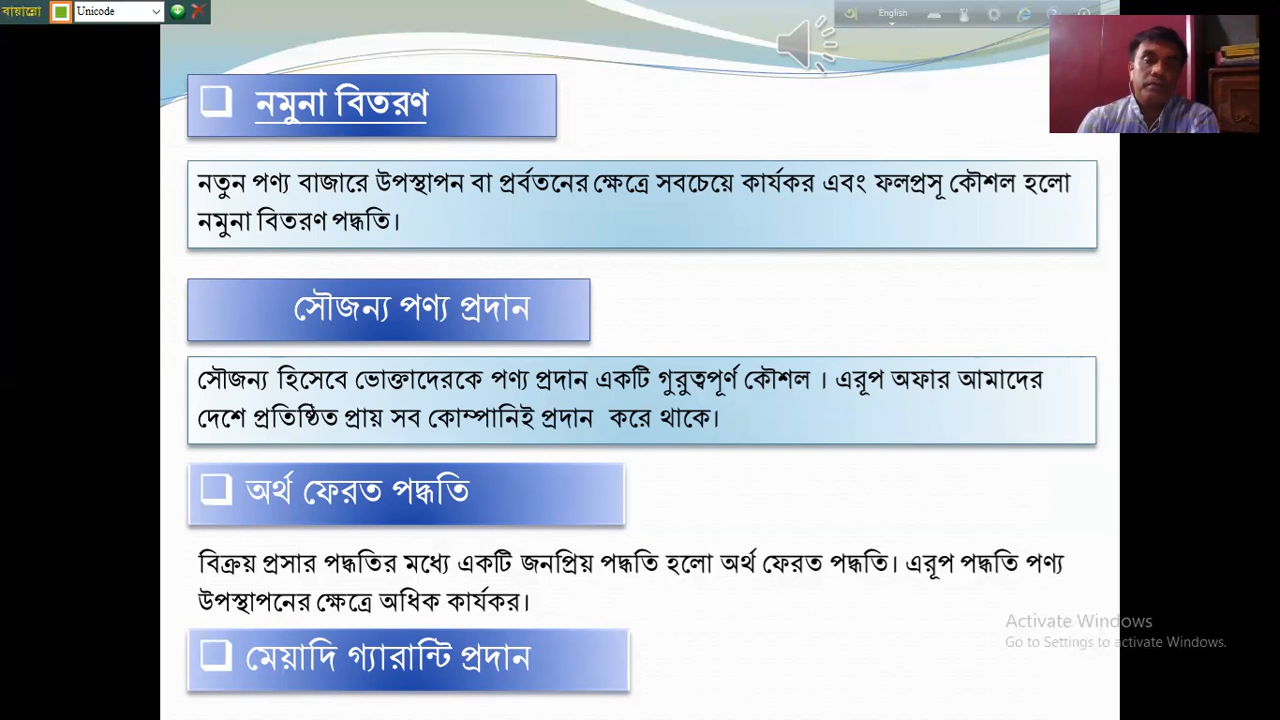 বায়ান্নো
Unicode
English
নমুনা বিতরণ
নতুন পণ্য বাজারে উপস্থাপন বা প্রর্বতনের ক্ষেত্রে সবচেয়ে কার্যকর এবং ফলপ্রসূ কৌশল হলো
নমুনা বিতরণ পদ্ধতি।
সৌজন্য পণ্য প্রদান
সৌজন্য হিসেবে ভোক্তাদেরকে পণ্য প্রদান একটি গুরুত্বপূর্ণ কৌশল । এরূপ অফার আমাদের
দেশে প্রতিষ্ঠিত প্রায় সব কোম্পানিই প্রদান করে থাকে।
অর্থ ফেরত পদ্ধতি
বিক্রয় প্রসার পদ্ধতির মধ্যে একটি জনপ্রিয় পদ্ধতি হলো অর্থ ফেরত পদ্ধতি। এরূপ পদ্ধতি পণ্য
উপস্থাপনের ক্ষেত্রে অধিক কার্যকর।
মেয়াদি গ্যারান্টি প্রদান
Activate Windows
Go to Settings to activate Windows.